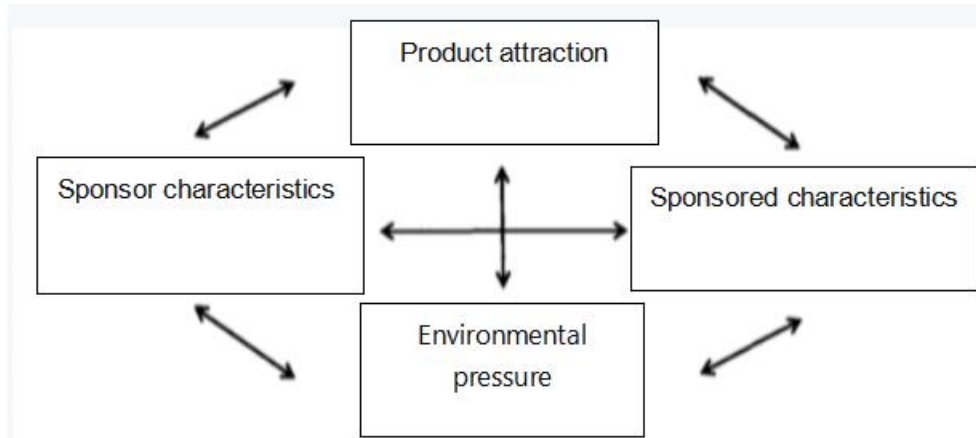 Product attraction
Sponsor characteristics
Sponsored characteristics
Environmental
pressure